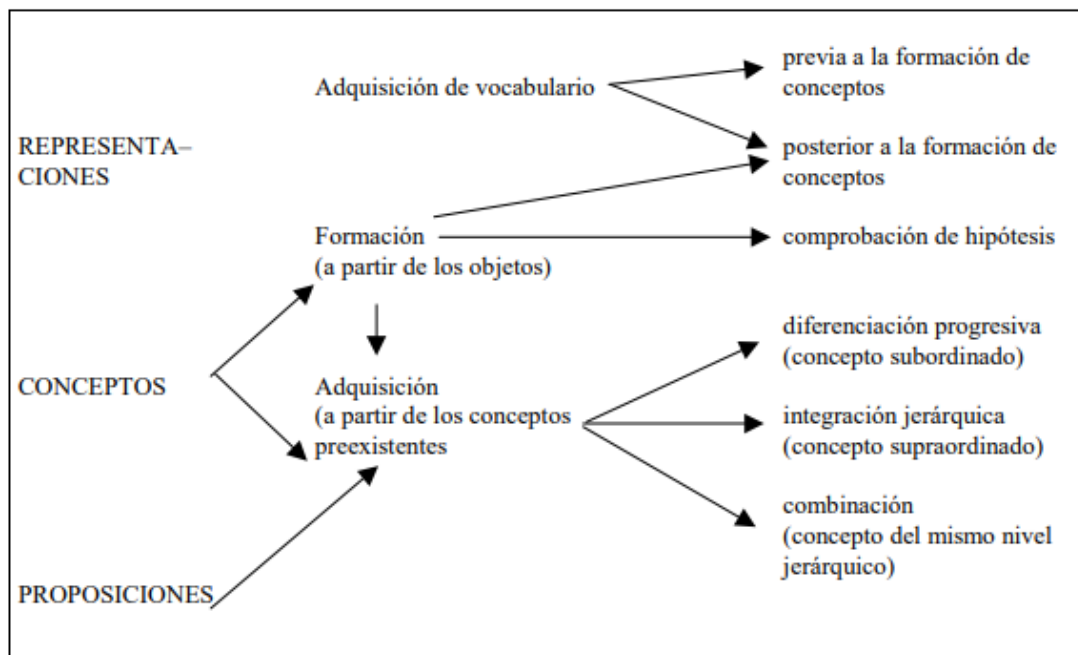 previa a la formación de
conceptos
Adquisición de vocabulario
REPRESENTA–
CIONES
posterior a la formación de
conceptos
Formación
(a partir de los objetos)
comprobación de hipótesis
diferenciación progresiva
(concepto subordinado)
CONCEPTOS
Adquisición
(a partir de los conceptos
preexistentes
integración jerárquica
(concepto supraordinado)
combinación
(concepto del mismo nivel
jerárquico)
PROPOSICIONES